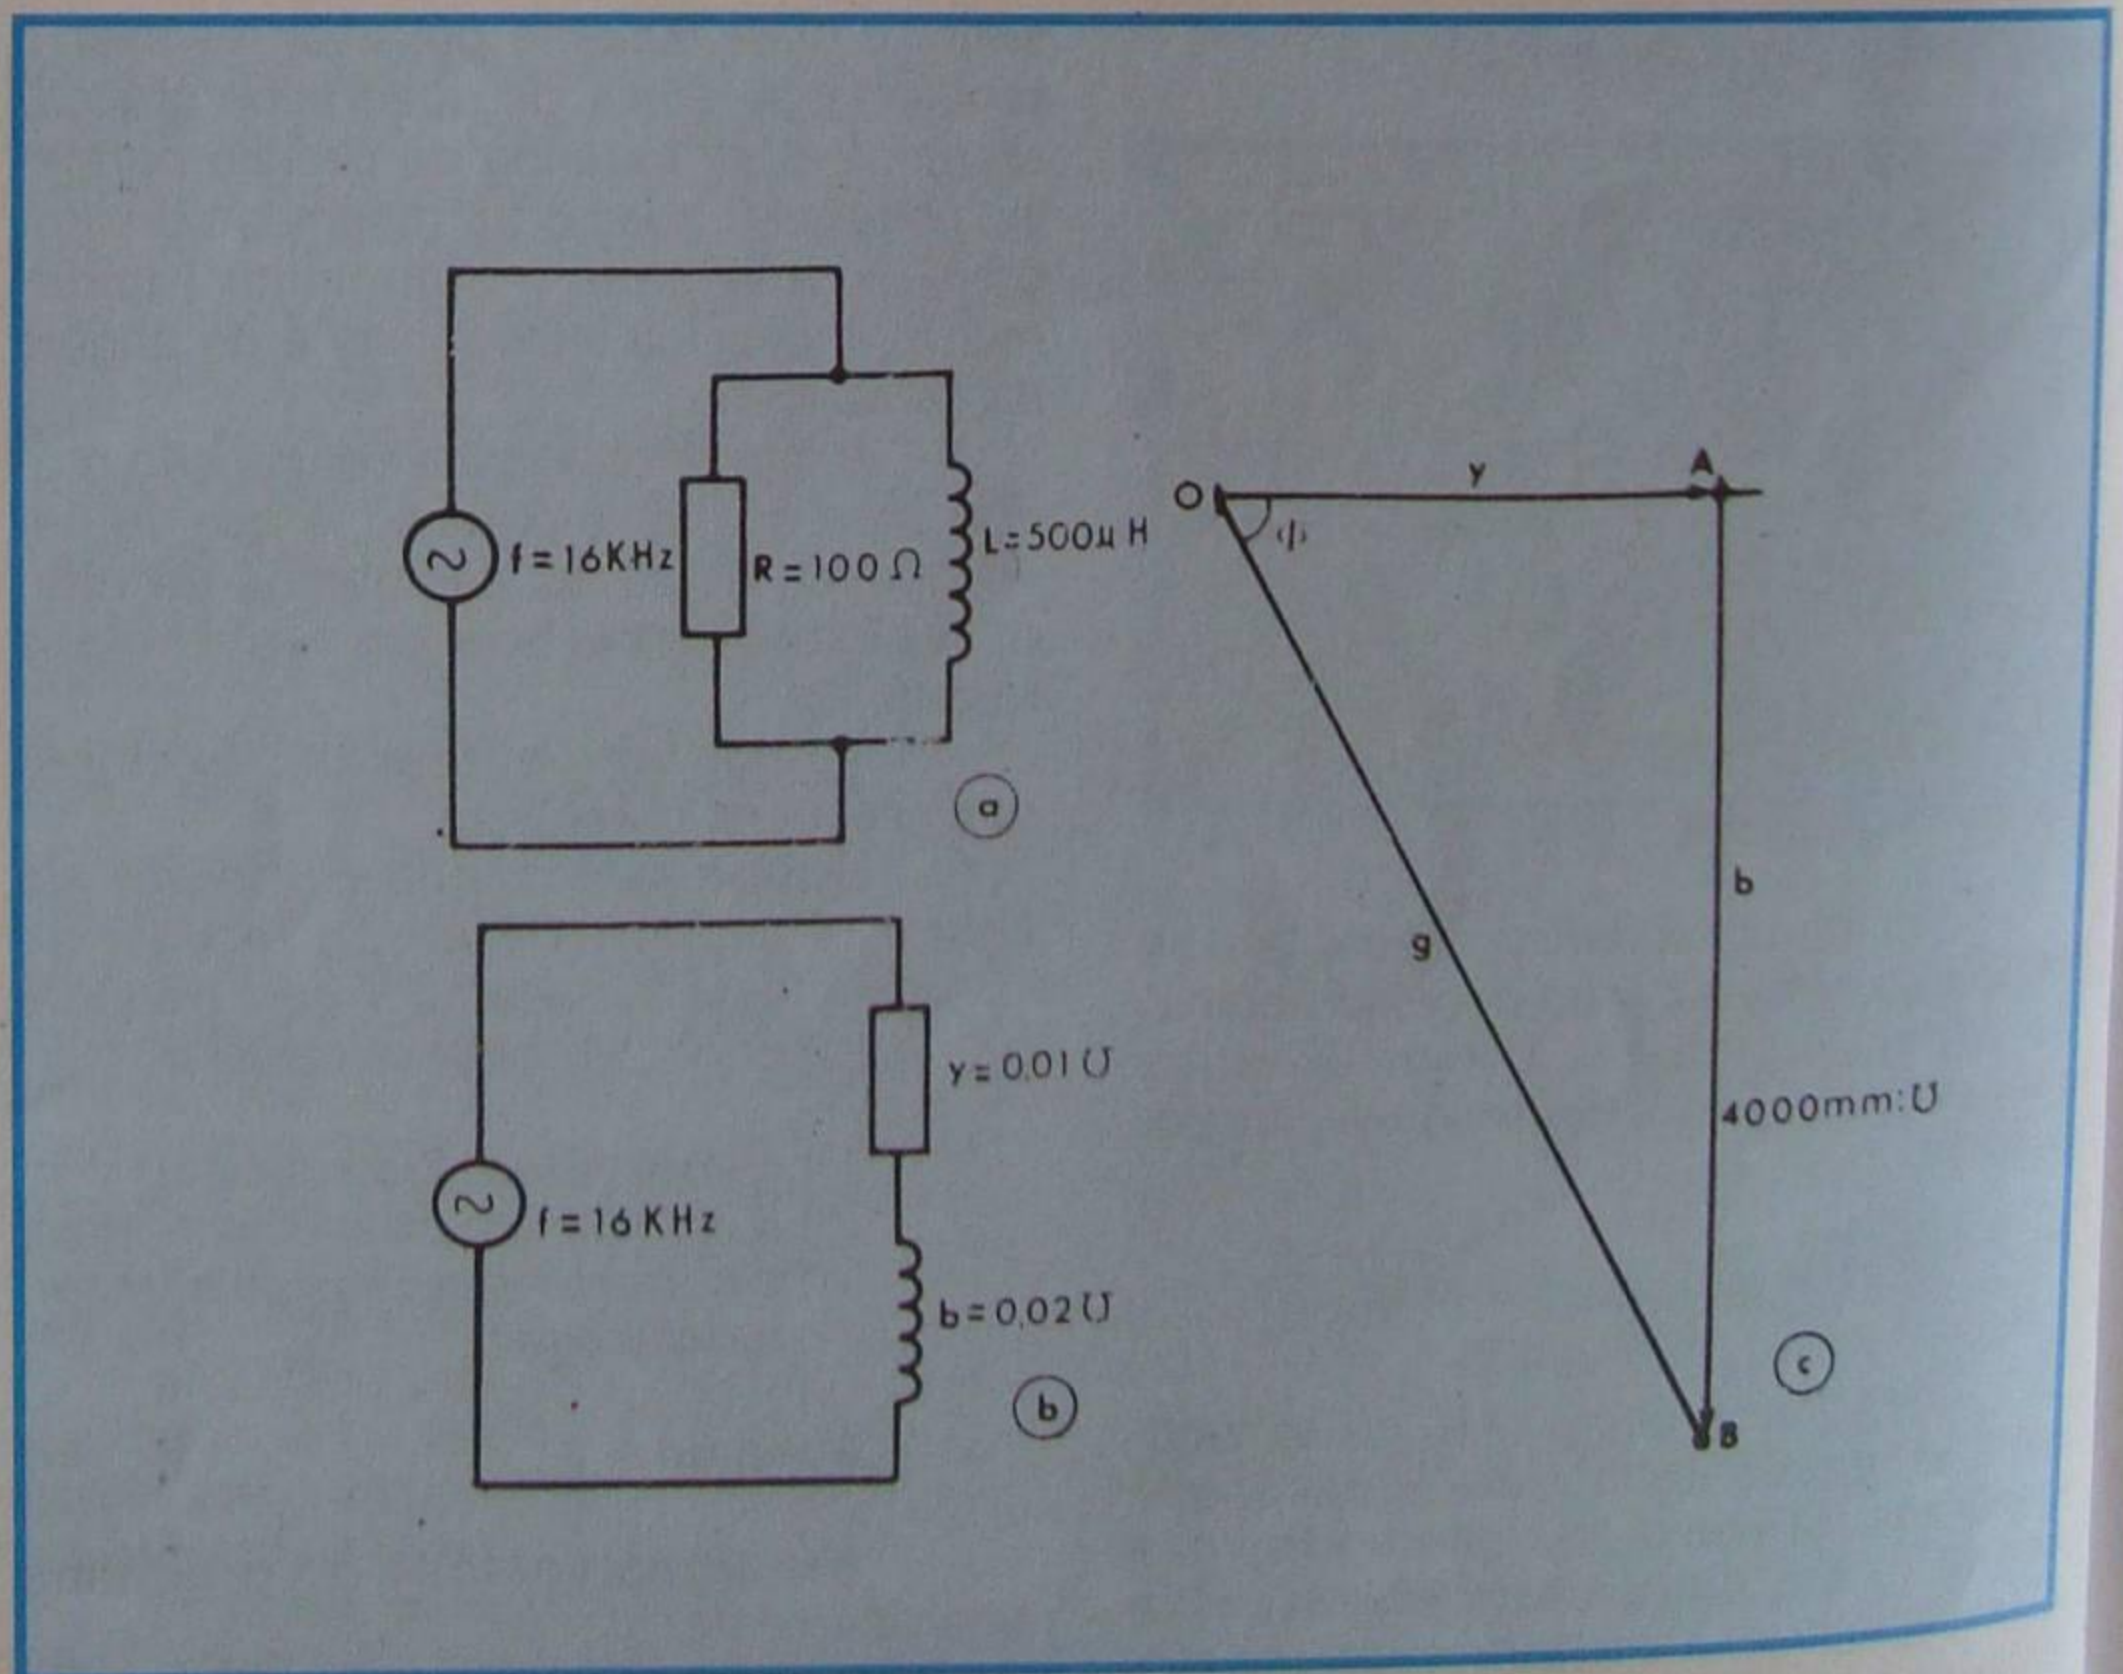 f = 16KHz
R = 100 Ω
L = 500µ H
a
O
y
A
b
g
4000mm:℧
B
c
y = 0,01 ℧
f = 16 KHz
b = 0,02 ℧
b